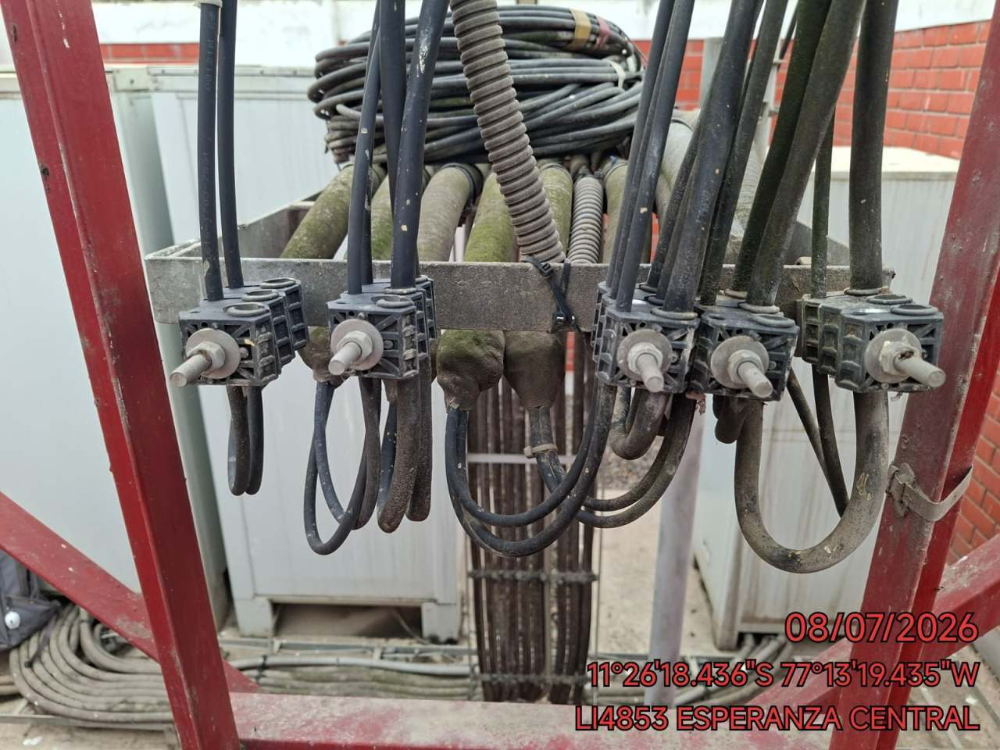 08/07/2026
11°26'18.436"S 77°13'19.435"W
LI4853 ESPERANZA CENTRAL